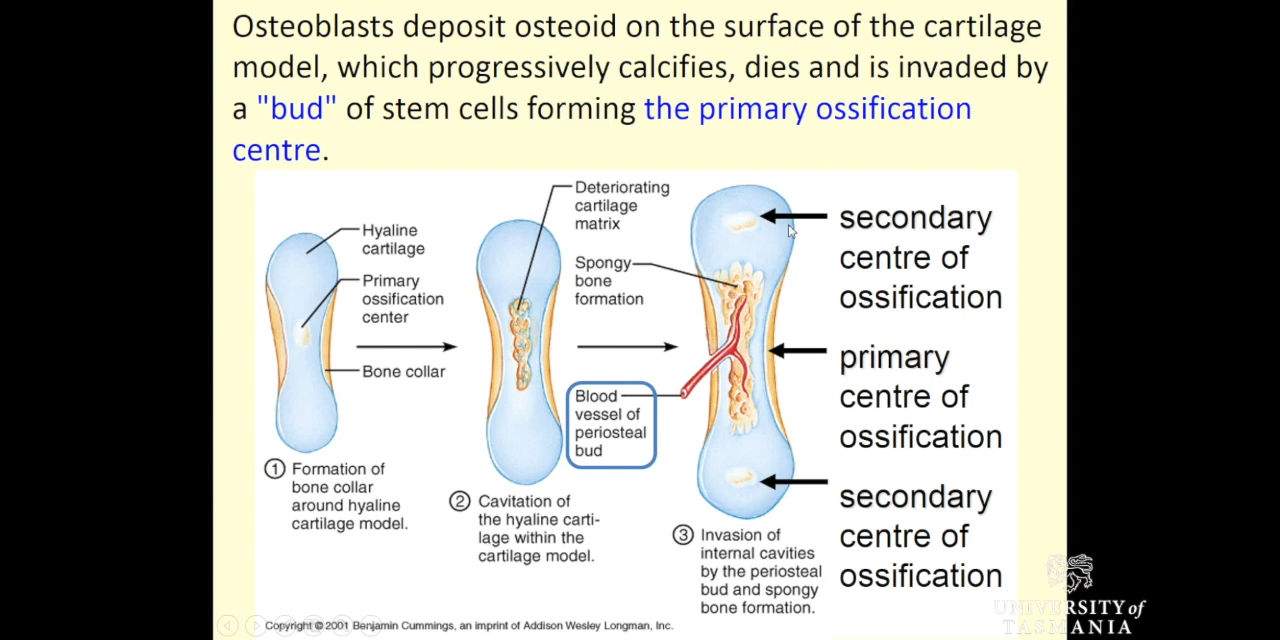 Osteoblasts deposit osteoid on the surface of the cartilage
model, which progressively calcifies, dies and is invaded by
a "bud" of stem cells forming the primary ossification
centre.
Hyaline
cartilage
Primary
ossification
center
Bone collar
① Formation of
bone collar
around hyaline
cartilage model.
Deteriorating
cartilage
matrix
Spongy
bone
formation
Blood
vessel of
periosteal
bud
② Cavitation of
the hyaline carti-
lage within the
cartilage model.
③ Invasion of
internal cavities
by the periosteal
bud and spongy
bone formation.
secondary
centre of
ossification
primary
centre of
ossification
secondary
centre of
ossification
Copyright © 2001 Benjamin Cummings, an imprint of Addison Wesley Longman, Inc.
UNIVERSITY of
TASMANIA